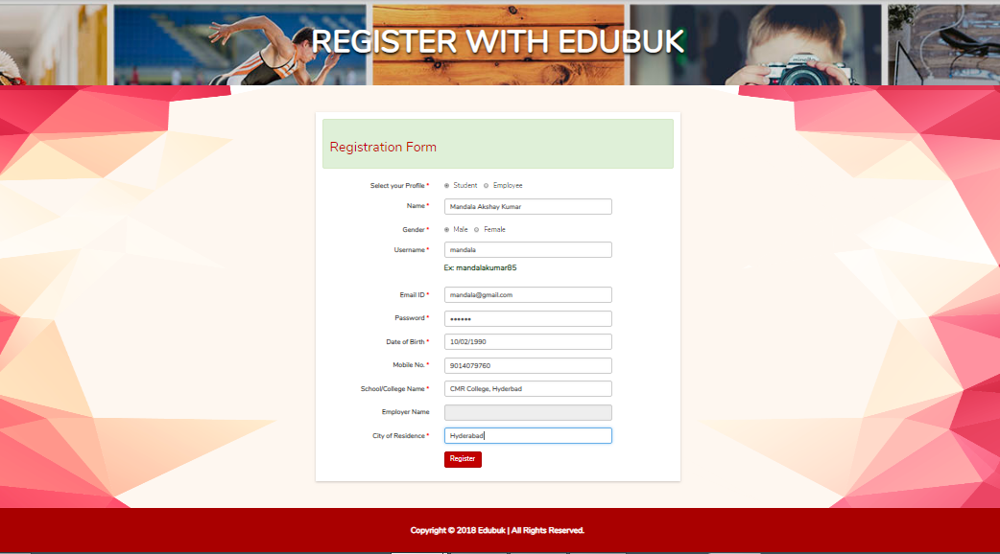 REGISTER WITH EDUBUK
Registration Form
Select your Profile * Student Employee
Name * Mandala Akshay Kumar
Gender * Male Female
Username * mandala
Ex: mandalakumar85
Email ID * mandala@gmail.com
Password * ••••••
Date of Birth * 10/02/1990
Mobile No. * 9014079760
School/College Name * CMR College, Hyderbad
Employer Name
City of Residence * Hyderabad
Register
Copyright © 2018 Edubuk | All Rights Reserved.